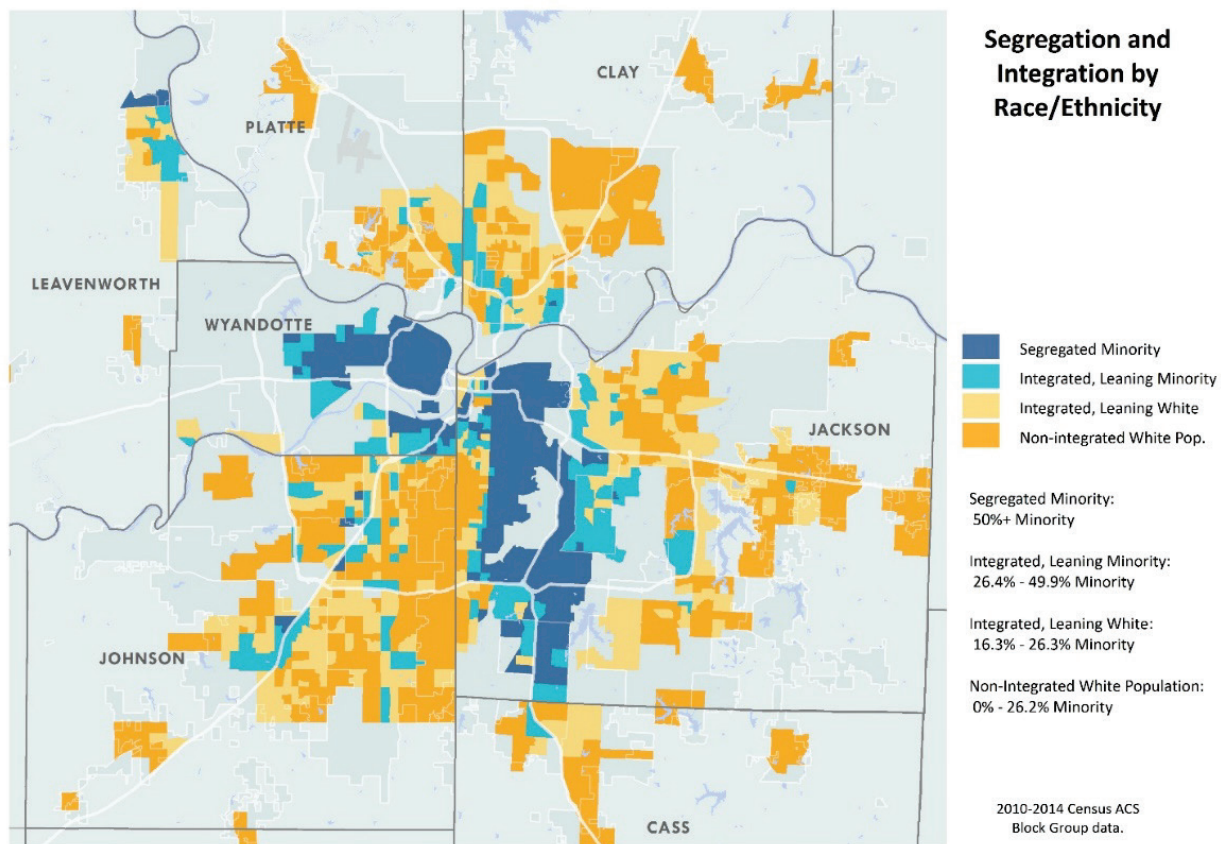 Segregation and
Integration by
Race/Ethnicity
CLAY
PLATTE
LEAVENWORTH
WYANDOTTE
JACKSON
JOHNSON
CASS
Segregated Minority
Integrated, Leaning Minority
Integrated, Leaning White
Non-integrated White Pop.
Segregated Minority:
50%+ Minority
Integrated, Leaning Minority:
26.4% - 49.9% Minority
Integrated, Leaning White:
16.3% - 26.3% Minority
Non-Integrated White Population:
0% - 26.2% Minority
2010-2014 Census ACS
Block Group data.